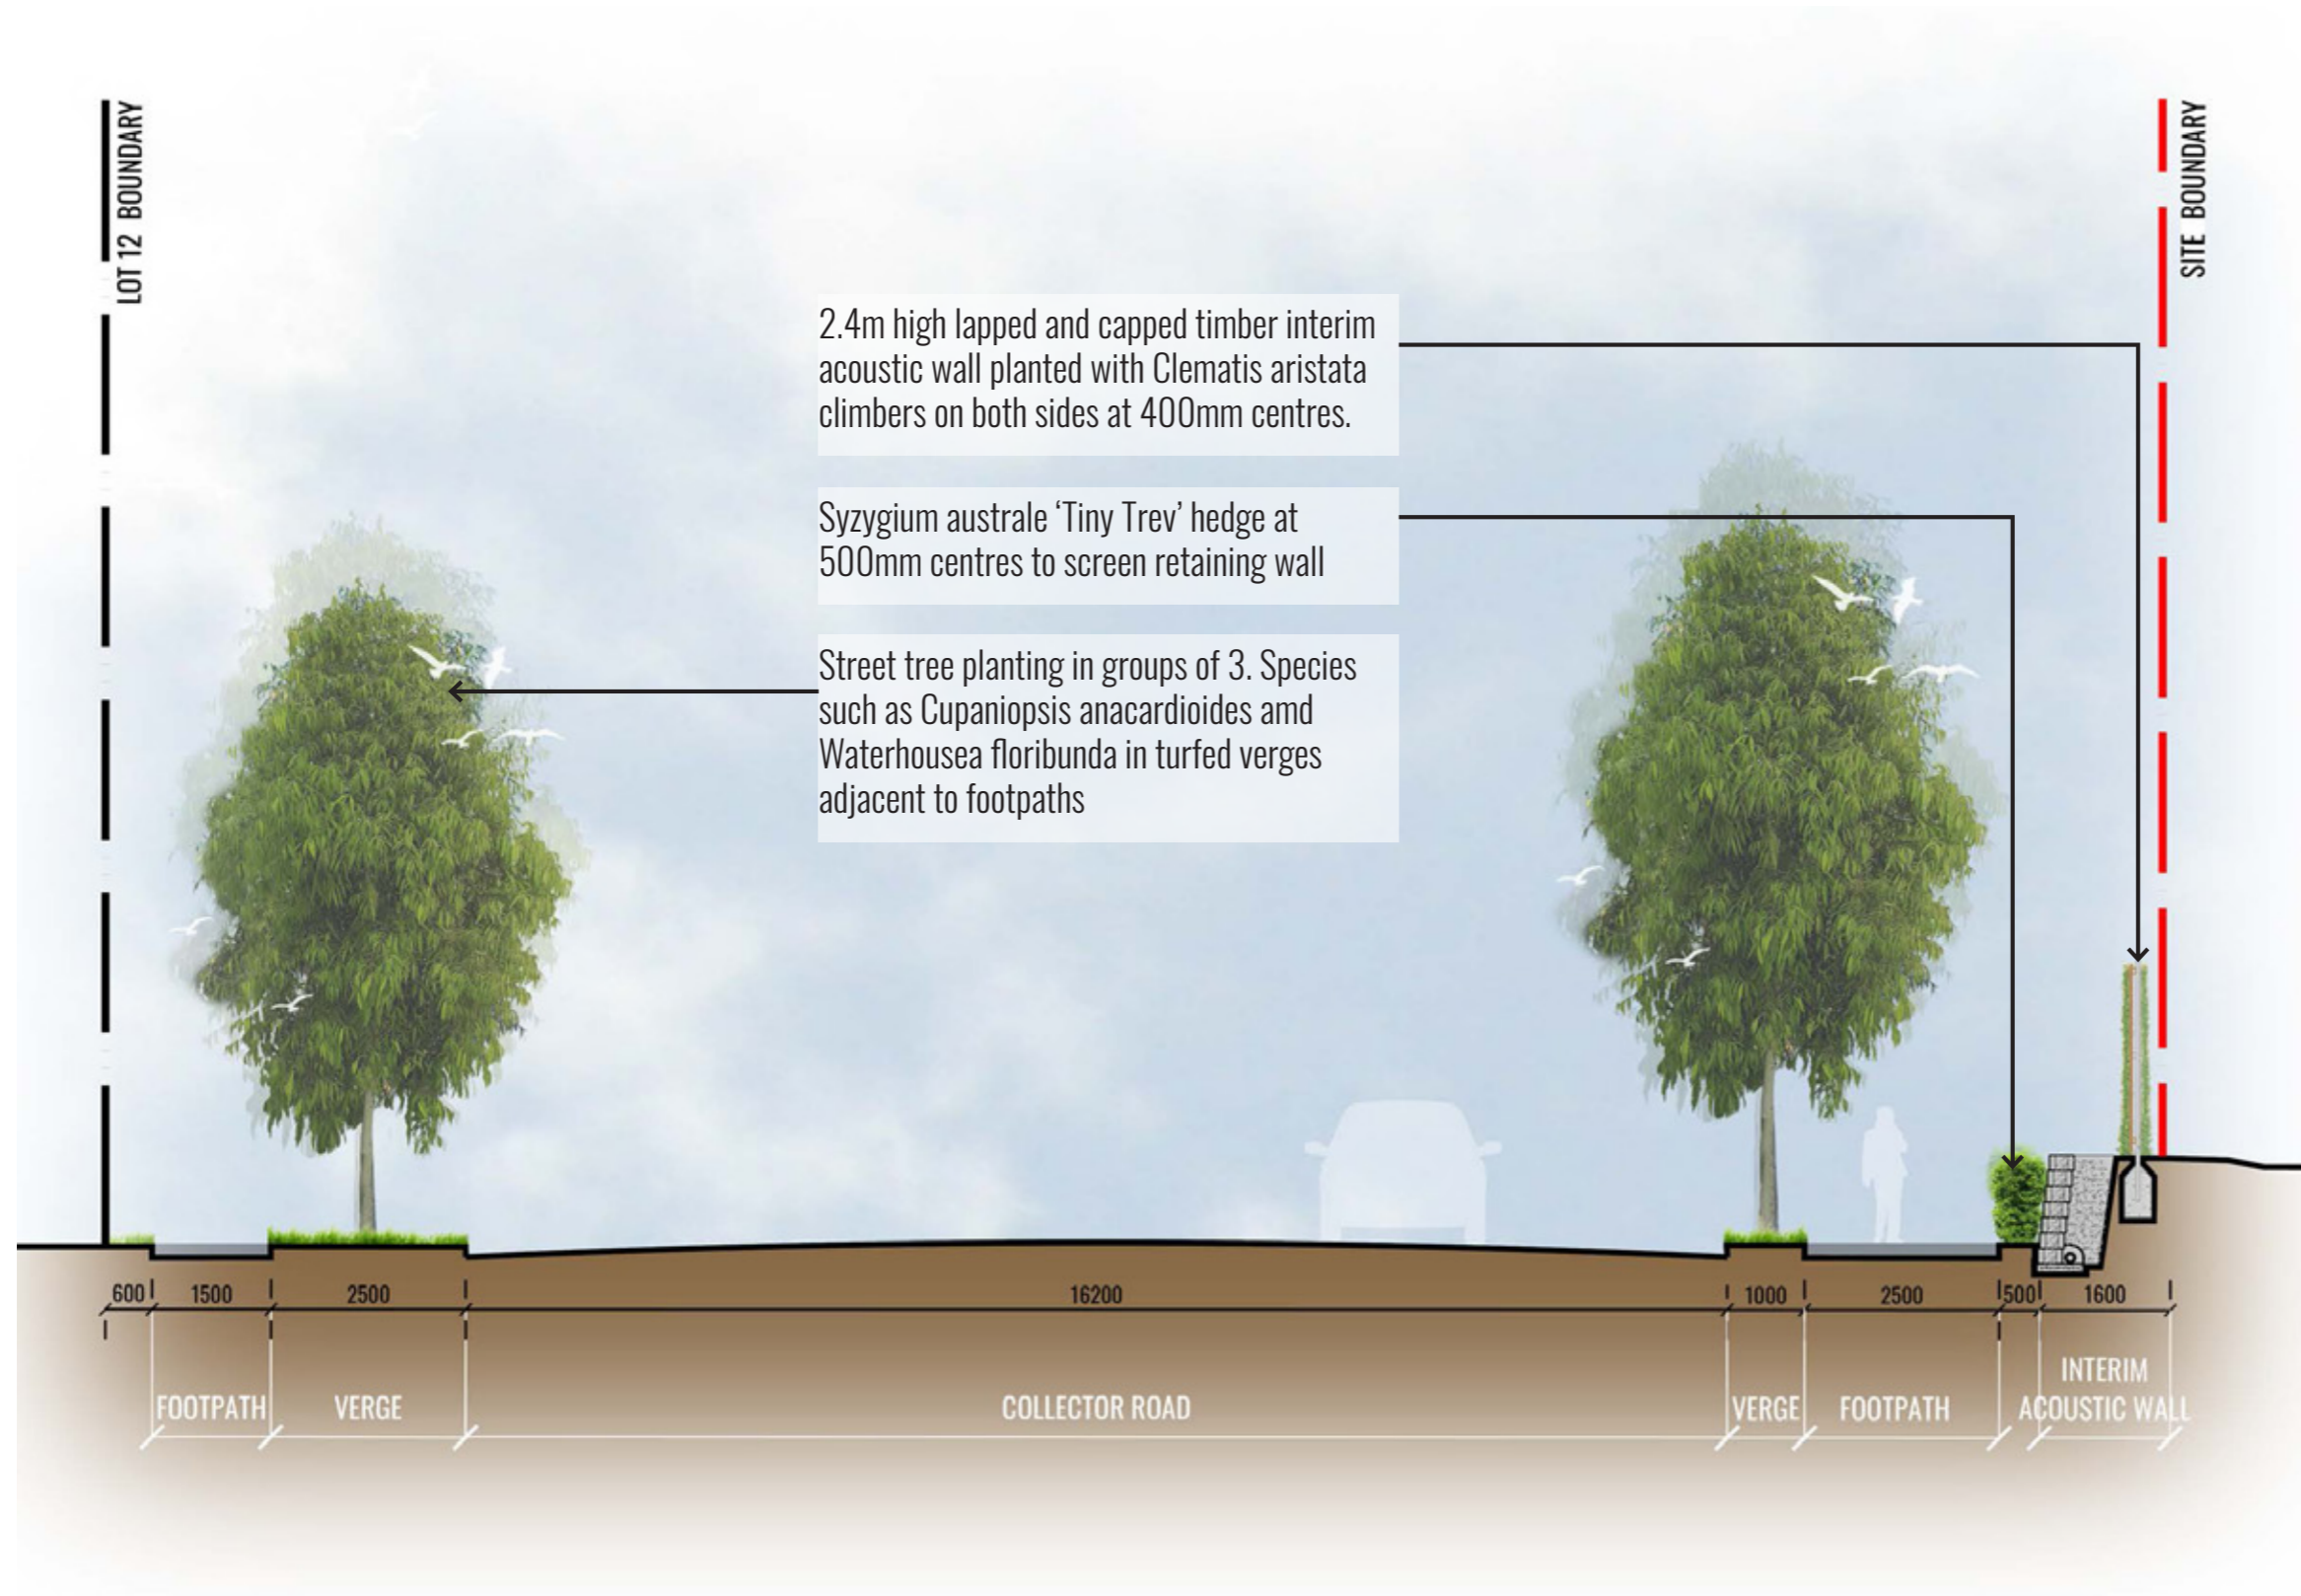 LOT 12 BOUNDARY
SITE BOUNDARY
2.4m high lapped and capped timber interim
acoustic wall planted with Clematis aristata
climbers on both sides at 400mm centres.
Syzygium australe ‘Tiny Trev’ hedge at
500mm centres to screen retaining wall
Street tree planting in groups of 3. Species
such as Cupaniopsis anacardioides amd
Waterhousea floribunda in turfed verges
adjacent to footpaths
600 1500 2500 16200 1000 2500 500 1600
FOOTPATH VERGE COLLECTOR ROAD VERGE FOOTPATH INTERIM
ACOUSTIC WALL